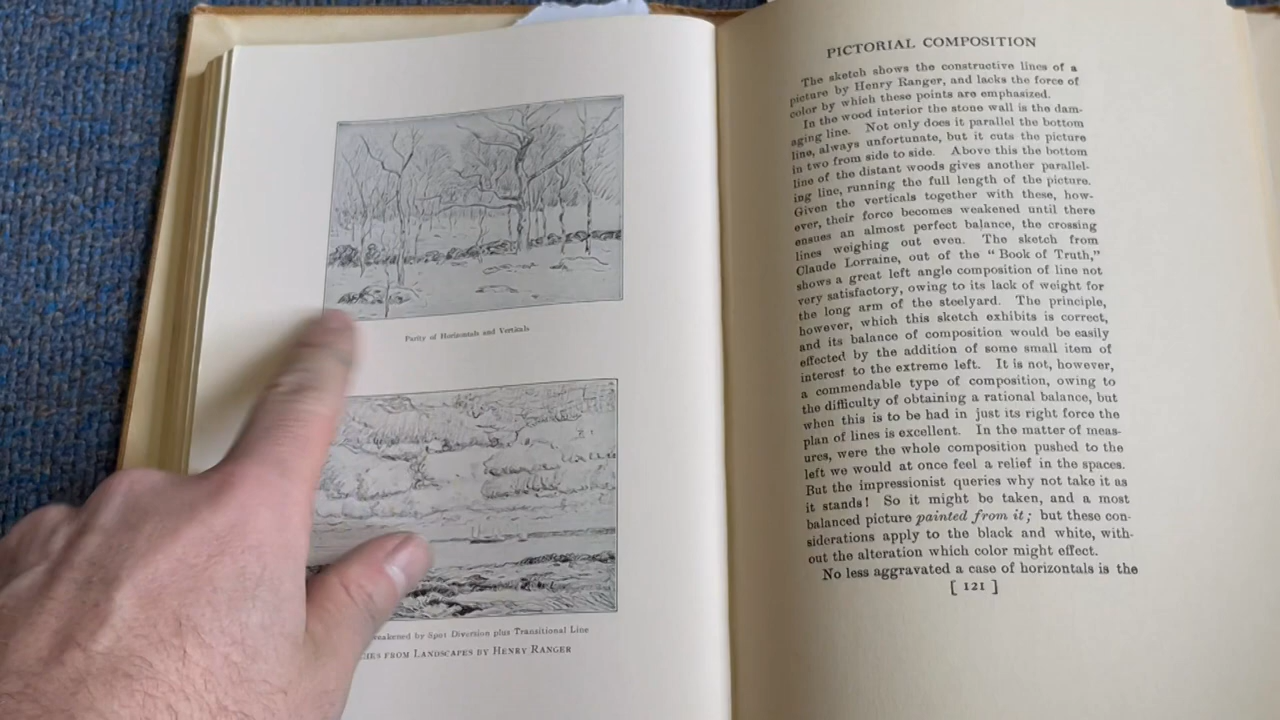 Parity of Horizontals and Verticals
by Spot Diversion plus Transitional Line
from Landscapes by Henry Ranger
PICTORIAL COMPOSITION
The sketch shows the constructive lines of a
picture by Henry Ranger, and lacks the force of
color by which these points are emphasized.
In the wood interior the stone wall is the dam-
aging line. Not only does it parallel the bottom
line, always unfortunate, but it cuts the picture
in two from side to side. Above this the bottom
line of the distant woods gives another parallel-
ing line, running the full length of the picture.
Given the verticals together with these, how-
ever, their force becomes weakened until there
ensues an almost perfect balance, the crossing
lines weighing out even. The sketch from
Claude Lorraine, out of the "Book of Truth,"
shows a great left angle composition of line not
very satisfactory, owing to its lack of weight for
the long arm of the steelyard. The principle,
however, which this sketch exhibits is correct,
and its balance of composition would be easily
effected by the addition of some small item of
interest to the extreme left. It is not, however,
a commendable type of composition, owing to
the difficulty of obtaining a rational balance, but
when this is to be had in just its right force the
plan of lines is excellent. In the matter of meas-
ures, were the whole composition pushed to the
left we would at once feel a relief in the spaces.
But the impressionist queries why not take it as
it stands! So it might be taken, and a most
balanced picture painted from it; but these con-
siderations apply to the black and white, with-
out the alteration which color might effect.
No less aggravated a case of horizontals is the
[ 121 ]